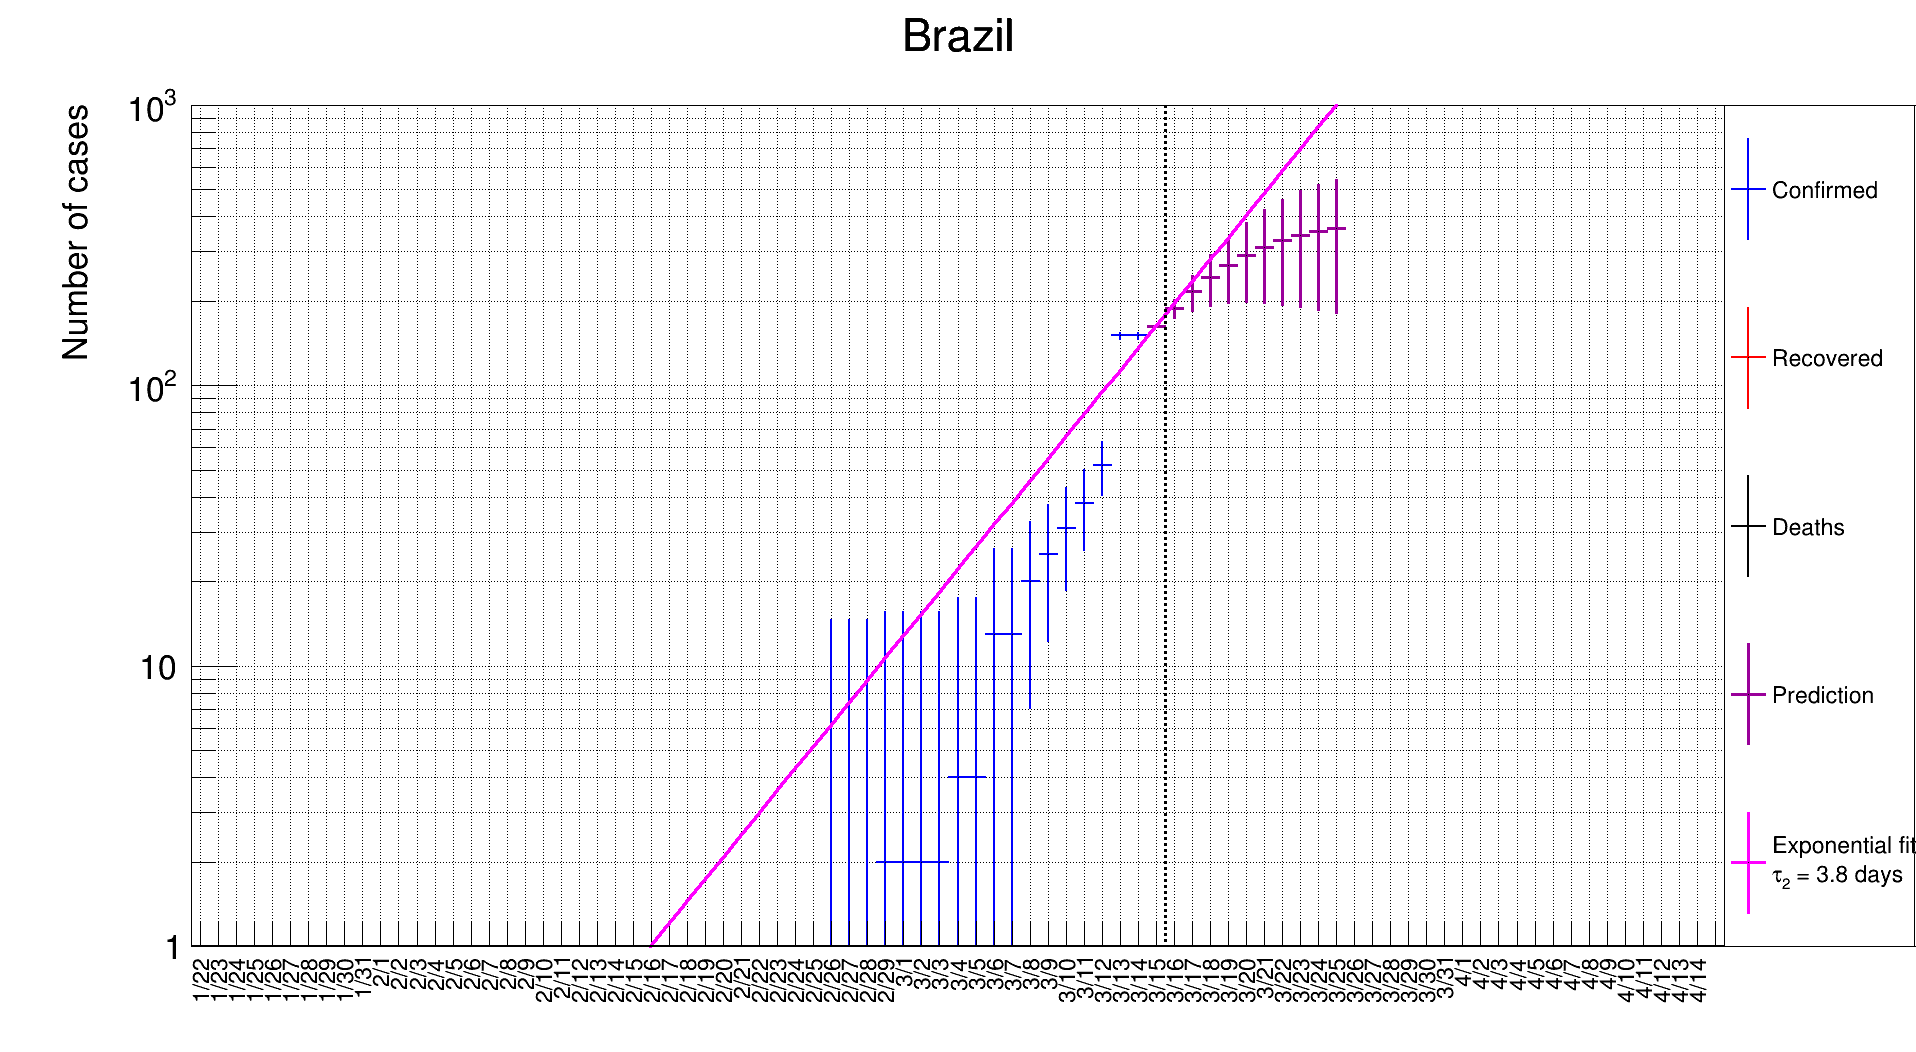 Brazil
Number of cases
10³
10²
10
1
1/22 1/23 1/24 1/25 1/26 1/27 1/28 1/29 1/30 1/31 2/1 2/2 2/3 2/4 2/5 2/6 2/7 2/8 2/9 2/10 2/11 2/12 2/13 2/14 2/15 2/16 2/17 2/18 2/19 2/20 2/21 2/22 2/23 2/24 2/25 2/26 2/27 2/28 2/29 3/1 3/2 3/3 3/4 3/5 3/6 3/7 3/8 3/9 3/10 3/11 3/12 3/13 3/14 3/15 3/16 3/17 3/18 3/19 3/20 3/21 3/22 3/23 3/24 3/25 3/26 3/27 3/28 3/29 3/30 3/31 4/1 4/2 4/3 4/4 4/5 4/6 4/7 4/8 4/9 4/10 4/11 4/12 4/13 4/14
Confirmed
Recovered
Deaths
Prediction
Exponential fit
τ₂ = 3.8 days